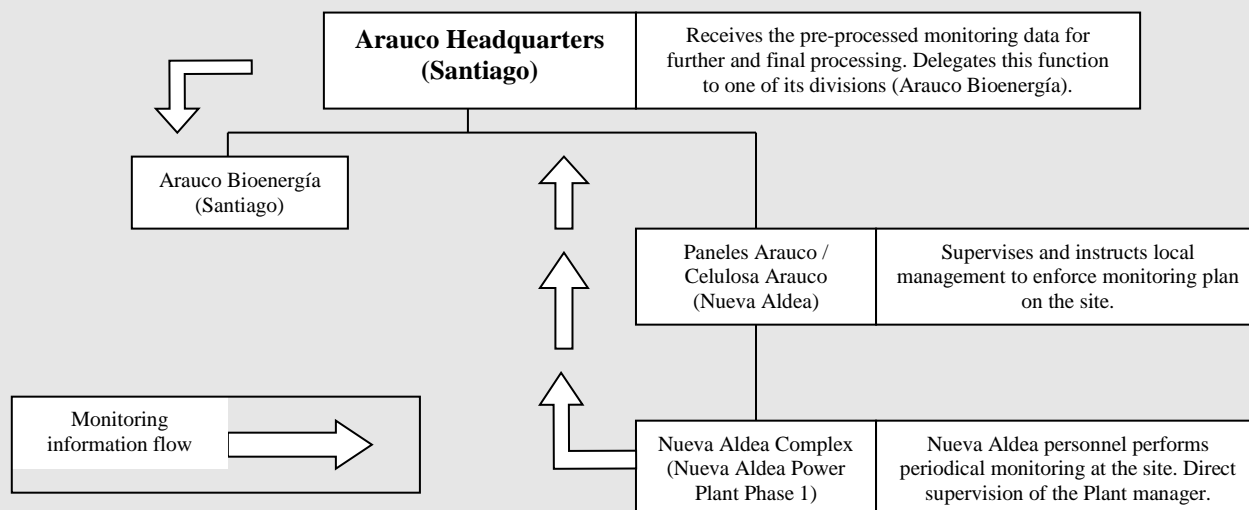 Arauco Headquarters
(Santiago)
Receives the pre-processed monitoring data for
further and final processing. Delegates this function
to one of its divisions (Arauco Bioenergía).
Arauco Bioenergía
(Santiago)
Paneles Arauco /
Celulosa Arauco
(Nueva Aldea)
Supervises and instructs local
management to enforce monitoring plan
on the site.
Monitoring
information flow
Nueva Aldea Complex
(Nueva Aldea Power
Plant Phase 1)
Nueva Aldea personnel performs
periodical monitoring at the site. Direct
supervision of the Plant manager.